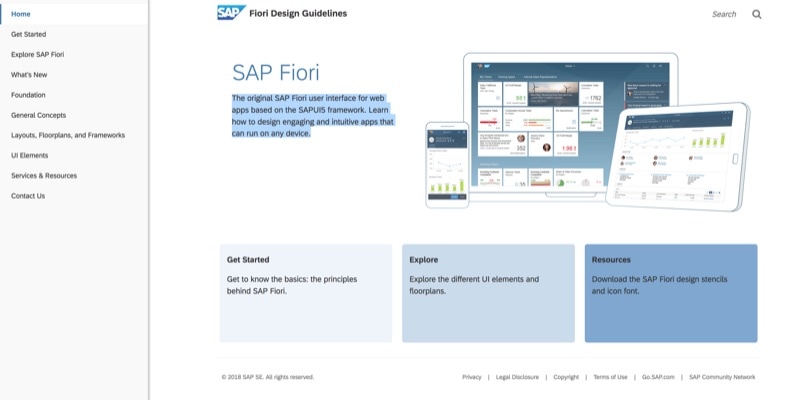 Home
SAP Fiori Design Guidelines
Search
Get Started
Explore SAP Fiori
What's New
Foundation
General Concepts
Layouts, Floorplans, and Frameworks
UI Elements
Services & Resources
Contact Us
SAP Fiori
The original SAP Fiori user interface for web
apps based on the SAPUI5 framework. Learn
how to design engaging and intuitive apps that
can run on any device.
Get Started
Get to know the basics: the principles
behind SAP Fiori.
Explore
Explore the different UI elements and
floorplans.
Resources
Download the SAP Fiori design stencils
and icon font.
© 2018 SAP SE. All rights reserved.
Privacy | Legal Disclosure | Copyright | Terms of Use | Go.SAP.com | SAP Community Network